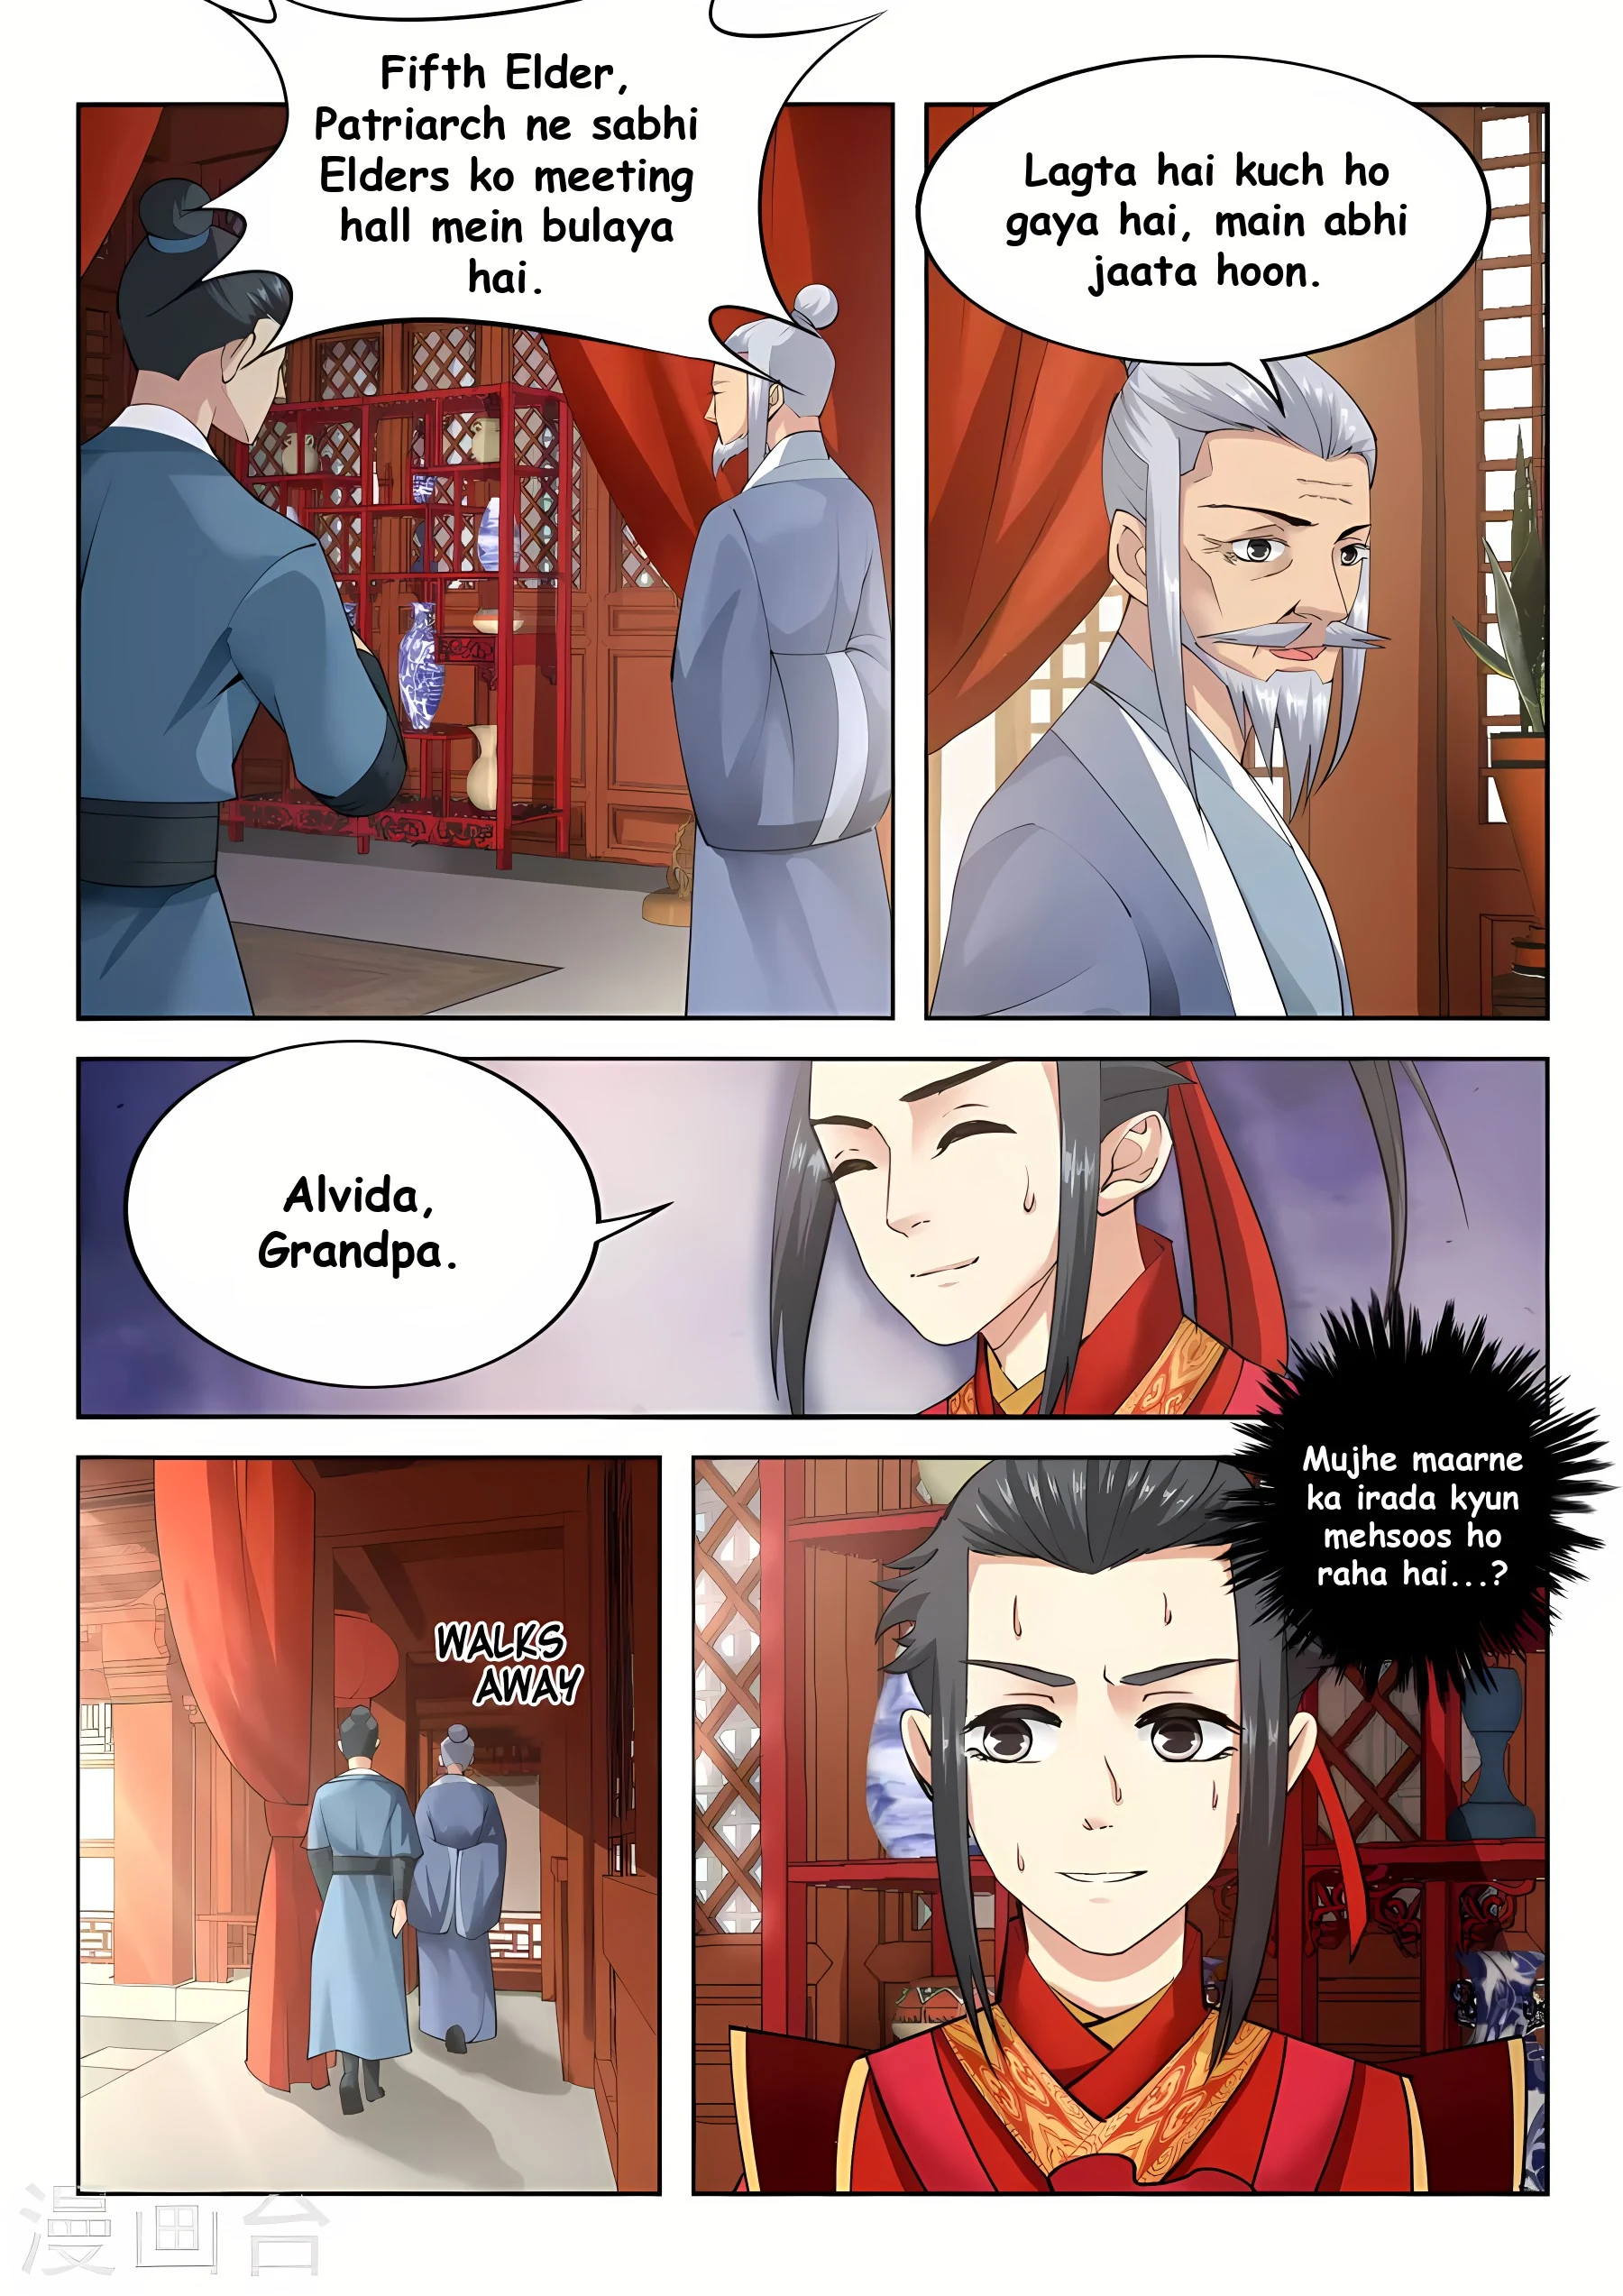 Fifth Elder,
Patriarch ne sabhi
Elders ko meeting
hall mein bulaya
hai.
Lagta hai kuch ho
gaya hai, main abhi
jaata hoon.
Alvida,
Grandpa.
WALKS
AWAY
Mujhe maarne
ka irada kyun
mehsoos ho
raha hai...?
漫画台